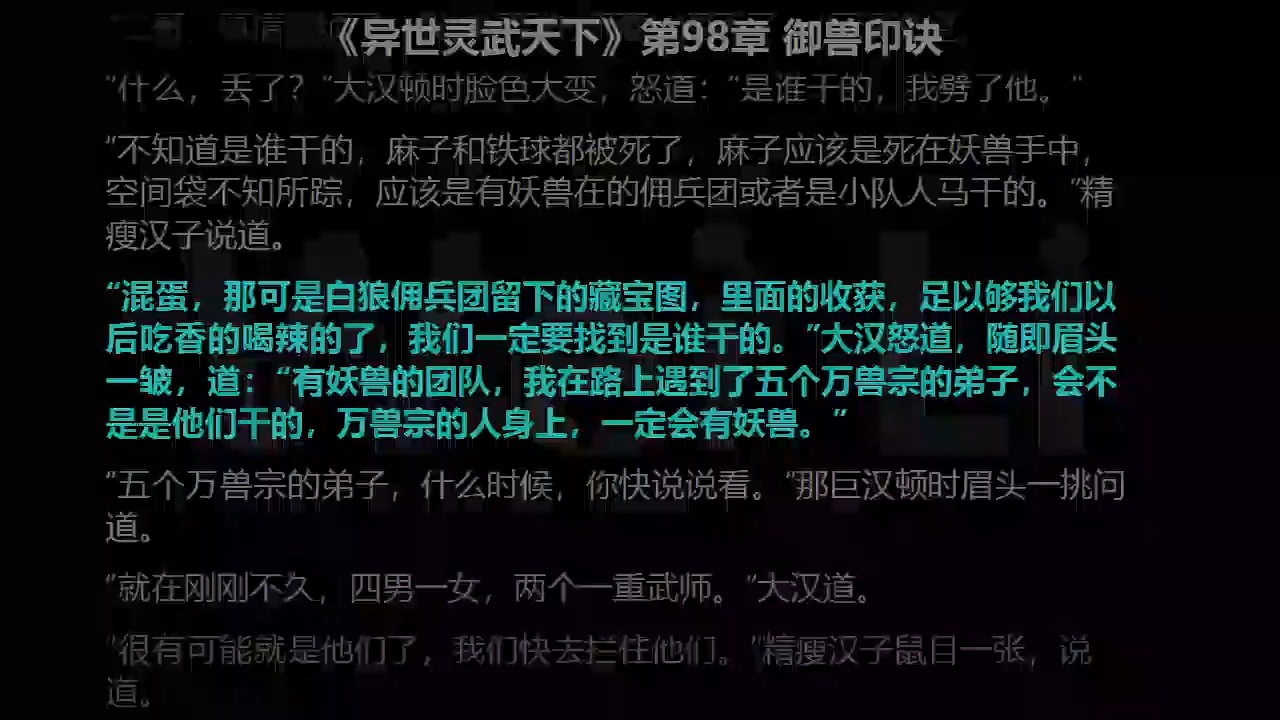 《异世灵武天下》第98章 御兽印诀
“什么，丢了？“大汉顿时脸色大变，怒道：“是谁干的，我劈了他。”
“不知道是谁干的，麻子和铁球都被死了，麻子应该是死在妖兽手中，
空间袋不知所踪，应该是有妖兽在的佣兵团或者是小队人马干的。”精
瘦汉子说道。
“混蛋，那可是白狼佣兵团留下的藏宝图，里面的收获，足以够我们以
后吃香的喝辣的了，我们一定要找到是谁干的。”大汉怒道，随即眉头
一皱，道：“有妖兽的团队，我在路上遇到了五个万兽宗的弟子，会不
是是他们干的，万兽宗的人身上，一定会有妖兽。”
“五个万兽宗的弟子，什么时候，你快说说看。“那巨汉顿时眉头一挑问
道。
“就在刚刚不久，四男一女，两个一重武师。“大汉道。
“很有可能就是他们了，我们快去拦住他们。“精瘦汉子鼠目一张，说
道。